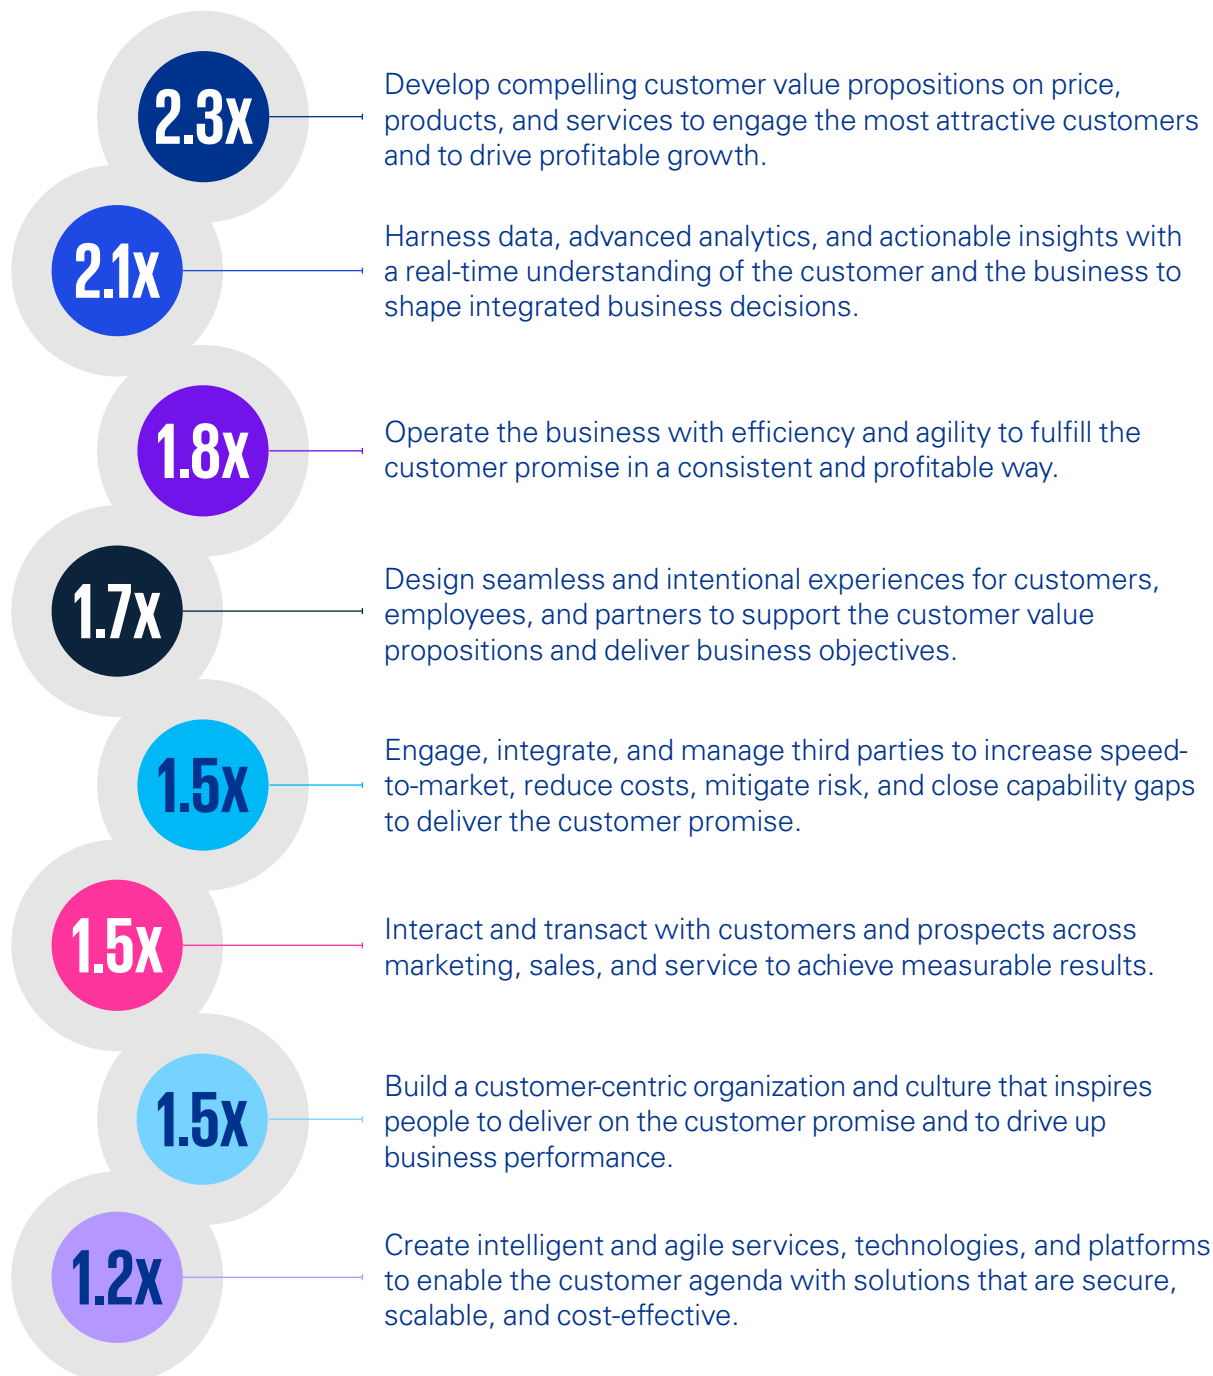 2.3x
Develop compelling customer value propositions on price,
products, and services to engage the most attractive customers
and to drive profitable growth.
2.1x
Harness data, advanced analytics, and actionable insights with
a real-time understanding of the customer and the business to
shape integrated business decisions.
1.8x
Operate the business with efficiency and agility to fulfill the
customer promise in a consistent and profitable way.
1.7x
Design seamless and intentional experiences for customers,
employees, and partners to support the customer value
propositions and deliver business objectives.
1.5x
Engage, integrate, and manage third parties to increase speed-
to-market, reduce costs, mitigate risk, and close capability gaps
to deliver the customer promise.
1.5x
Interact and transact with customers and prospects across
marketing, sales, and service to achieve measurable results.
1.5x
Build a customer-centric organization and culture that inspires
people to deliver on the customer promise and to drive up
business performance.
1.2x
Create intelligent and agile services, technologies, and platforms
to enable the customer agenda with solutions that are secure,
scalable, and cost-effective.